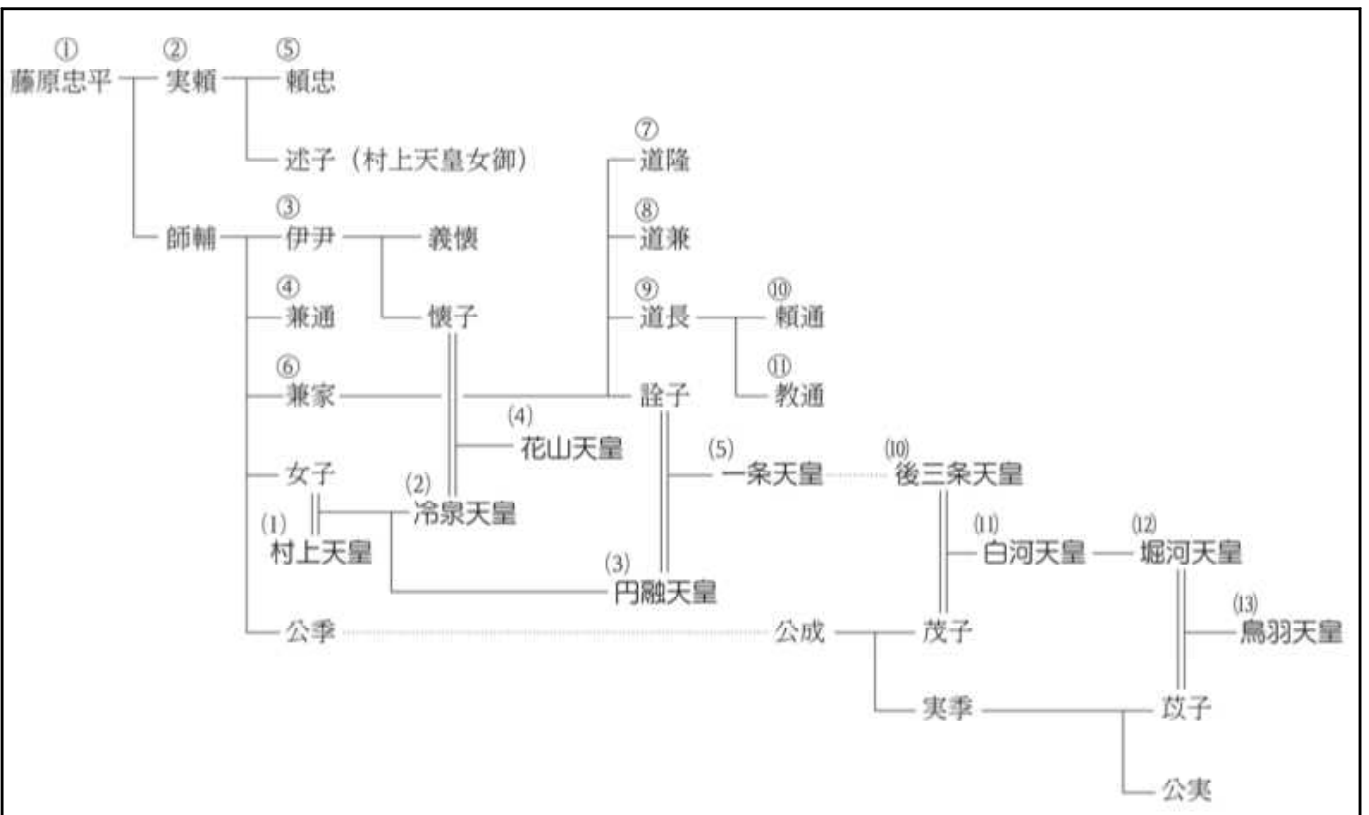 ① ② ⑤
藤原忠平 実頼 頼忠
⑦
述子（村上天皇女御） 道隆
③ ⑧
師輔 伊尹 義懐 道兼
④ ⑨ ⑩
兼通 懐子 道長 頼通
⑥ ⑪
兼家 詮子 教通
(4) (5) (10)
花山天皇 一条天皇 後三条天皇
女子
(2) (11) (12)
(1) 冷泉天皇
村上天皇 白河天皇 堀河天皇
(3) (13)
円融天皇
公季 公成 茂子 鳥羽天皇
実季 苡子
公実